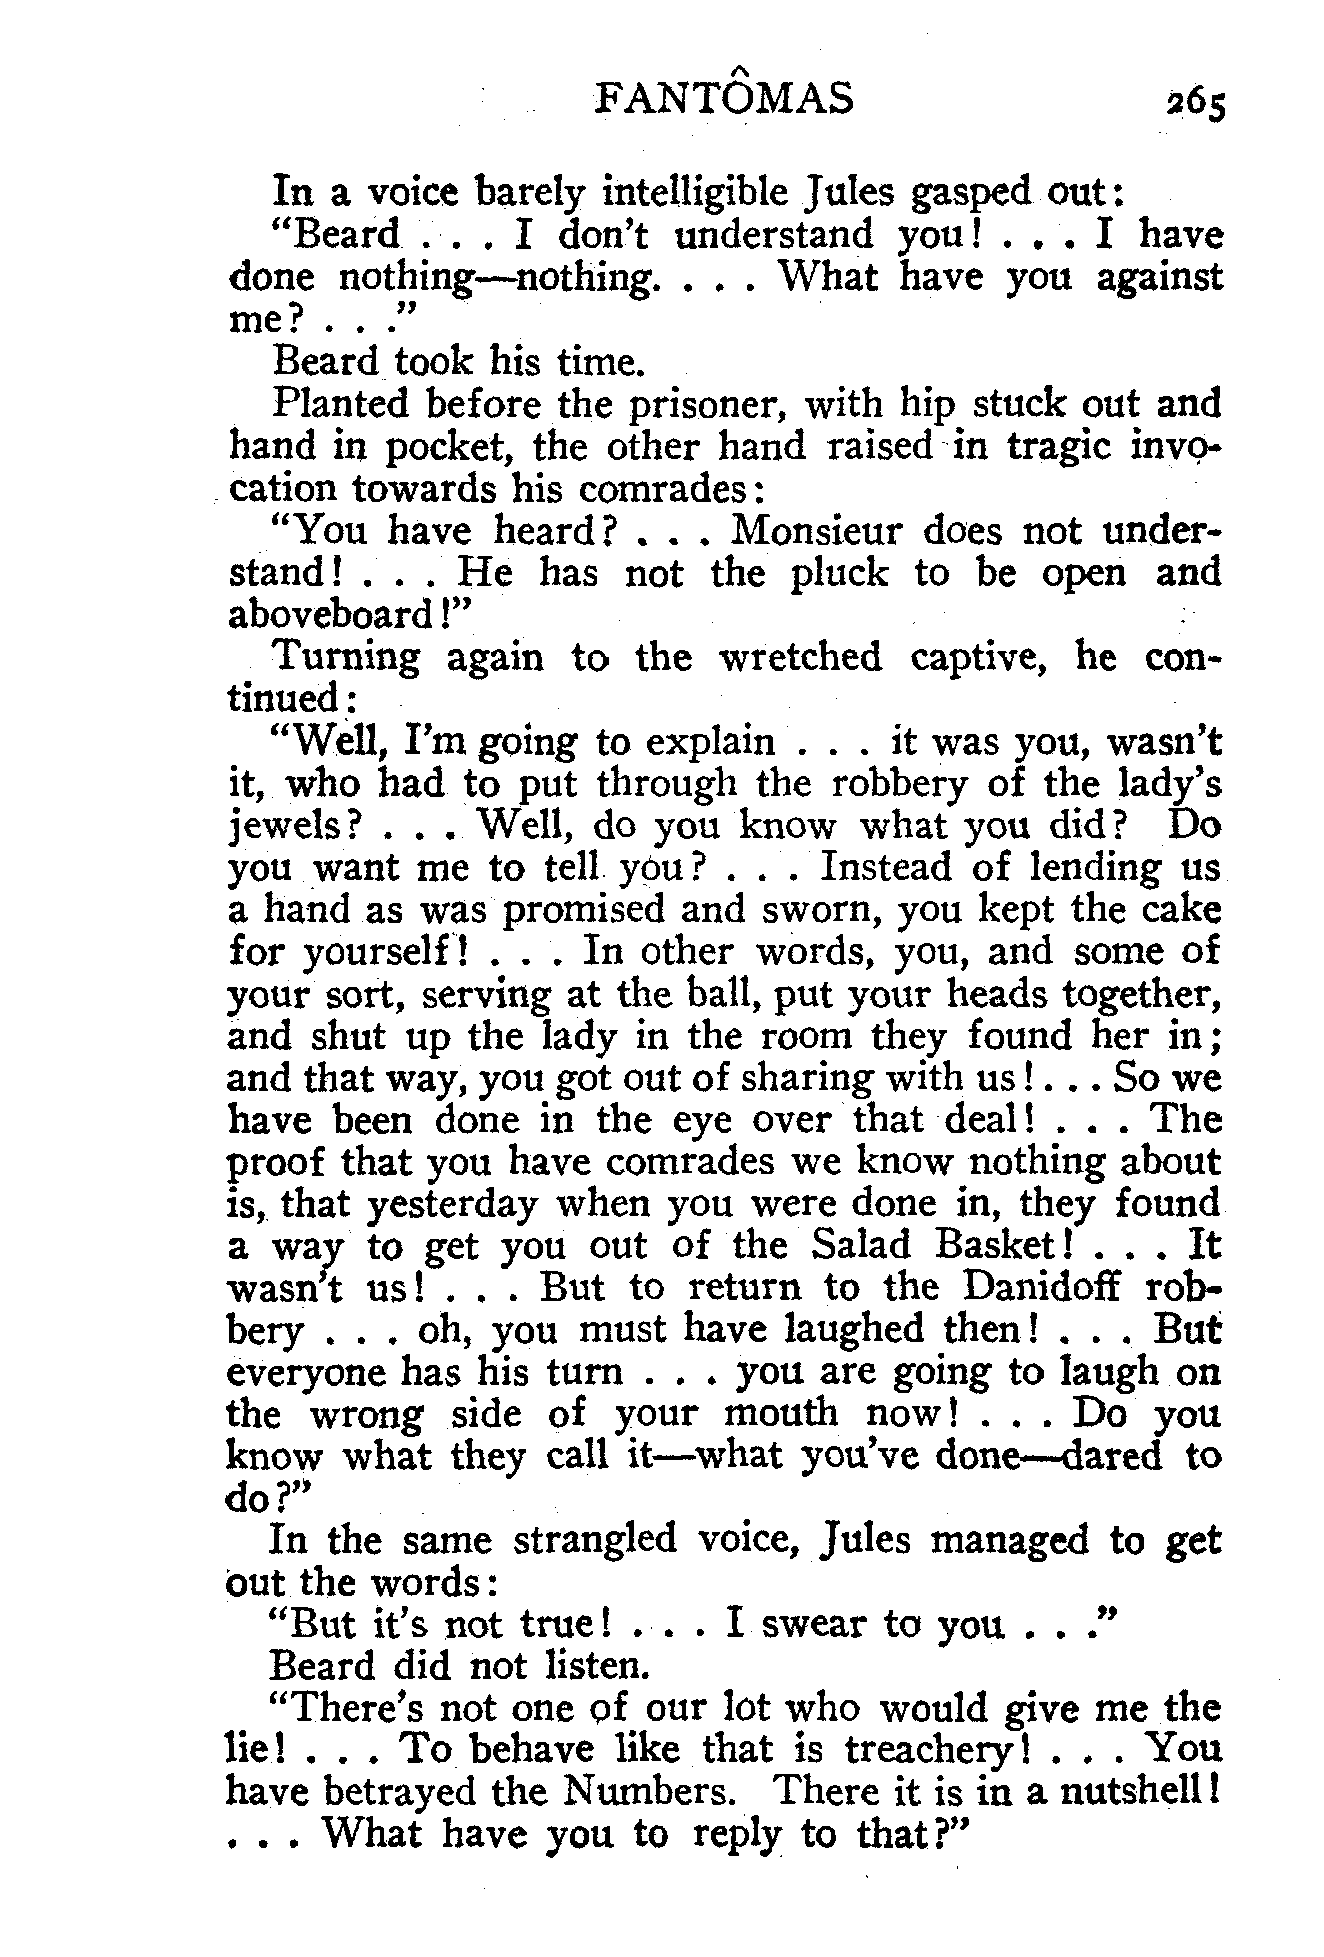 FANTÔMAS 265
In a voice barely intelligible Jules gasped out:
“Beard . . . I don’t understand you! . . . I have
done nothing—nothing. . . . What have you against
me? . . .”
Beard took his time.
Planted before the prisoner, with hip stuck out and
hand in pocket, the other hand raised in tragic invo-
cation towards his comrades:
“You have heard? . . . Monsieur does not under-
stand! . . . He has not the pluck to be open and
aboveboard!”
Turning again to the wretched captive, he con-
tinued:
“Well, I’m going to explain . . . it was you, wasn’t
it, who had to put through the robbery of the lady’s
jewels? . . . Well, do you know what you did? Do
you want me to tell you? . . . Instead of lending us
a hand as was promised and sworn, you kept the cake
for yourself! . . . In other words, you, and some of
your sort, serving at the ball, put your heads together,
and shut up the lady in the room they found her in;
and that way, you got out of sharing with us! . . . So we
have been done in the eye over that deal! . . . The
proof that you have comrades we know nothing about
is, that yesterday when you were done in, they found
a way to get you out of the Salad Basket! . . . It
wasn’t us! . . . But to return to the Danidoff rob-
bery . . . oh, you must have laughed then! . . . But
everyone has his turn . . . you are going to laugh on
the wrong side of your mouth now! . . . Do you
know what they call it—what you’ve done—dared to
do?”
In the same strangled voice, Jules managed to get
out the words:
“But it’s not true! . . . I swear to you . . .”
Beard did not listen.
“There’s not one of our lot who would give me the
lie! . . . To behave like that is treachery! . . . You
have betrayed the Numbers. There it is in a nutshell!
. . . What have you to reply to that?”